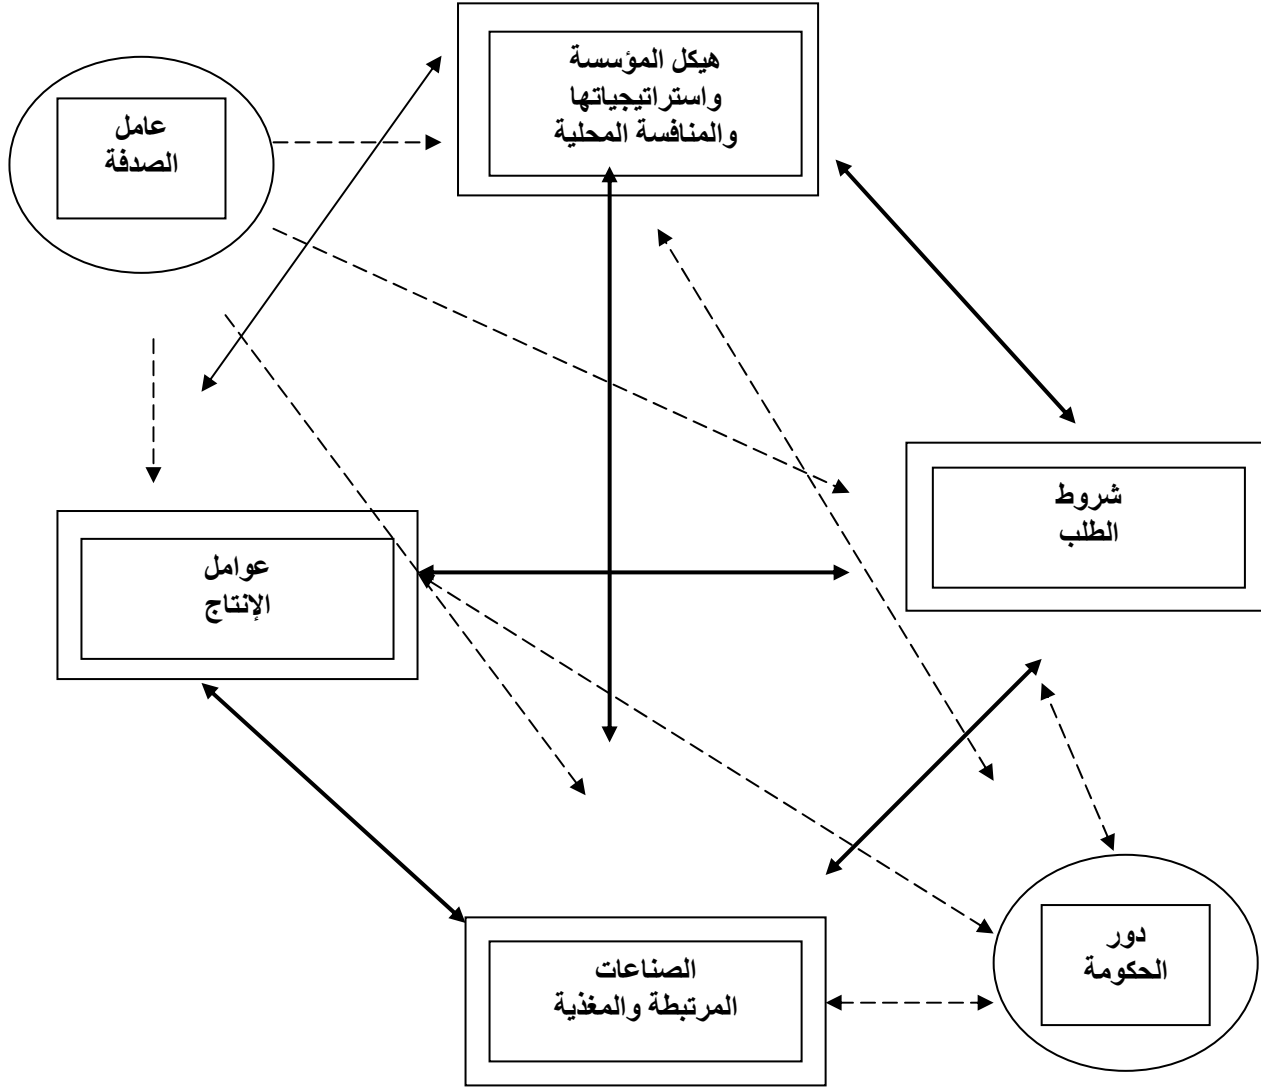 هيكل المؤسسة
واستراتيجياتها
والمنافسة المحلية
عامل
الصدفة
شروط
الطلب
عوامل
الإنتاج
دور
الحكومة
الصناعات
المرتبطة والمغذية